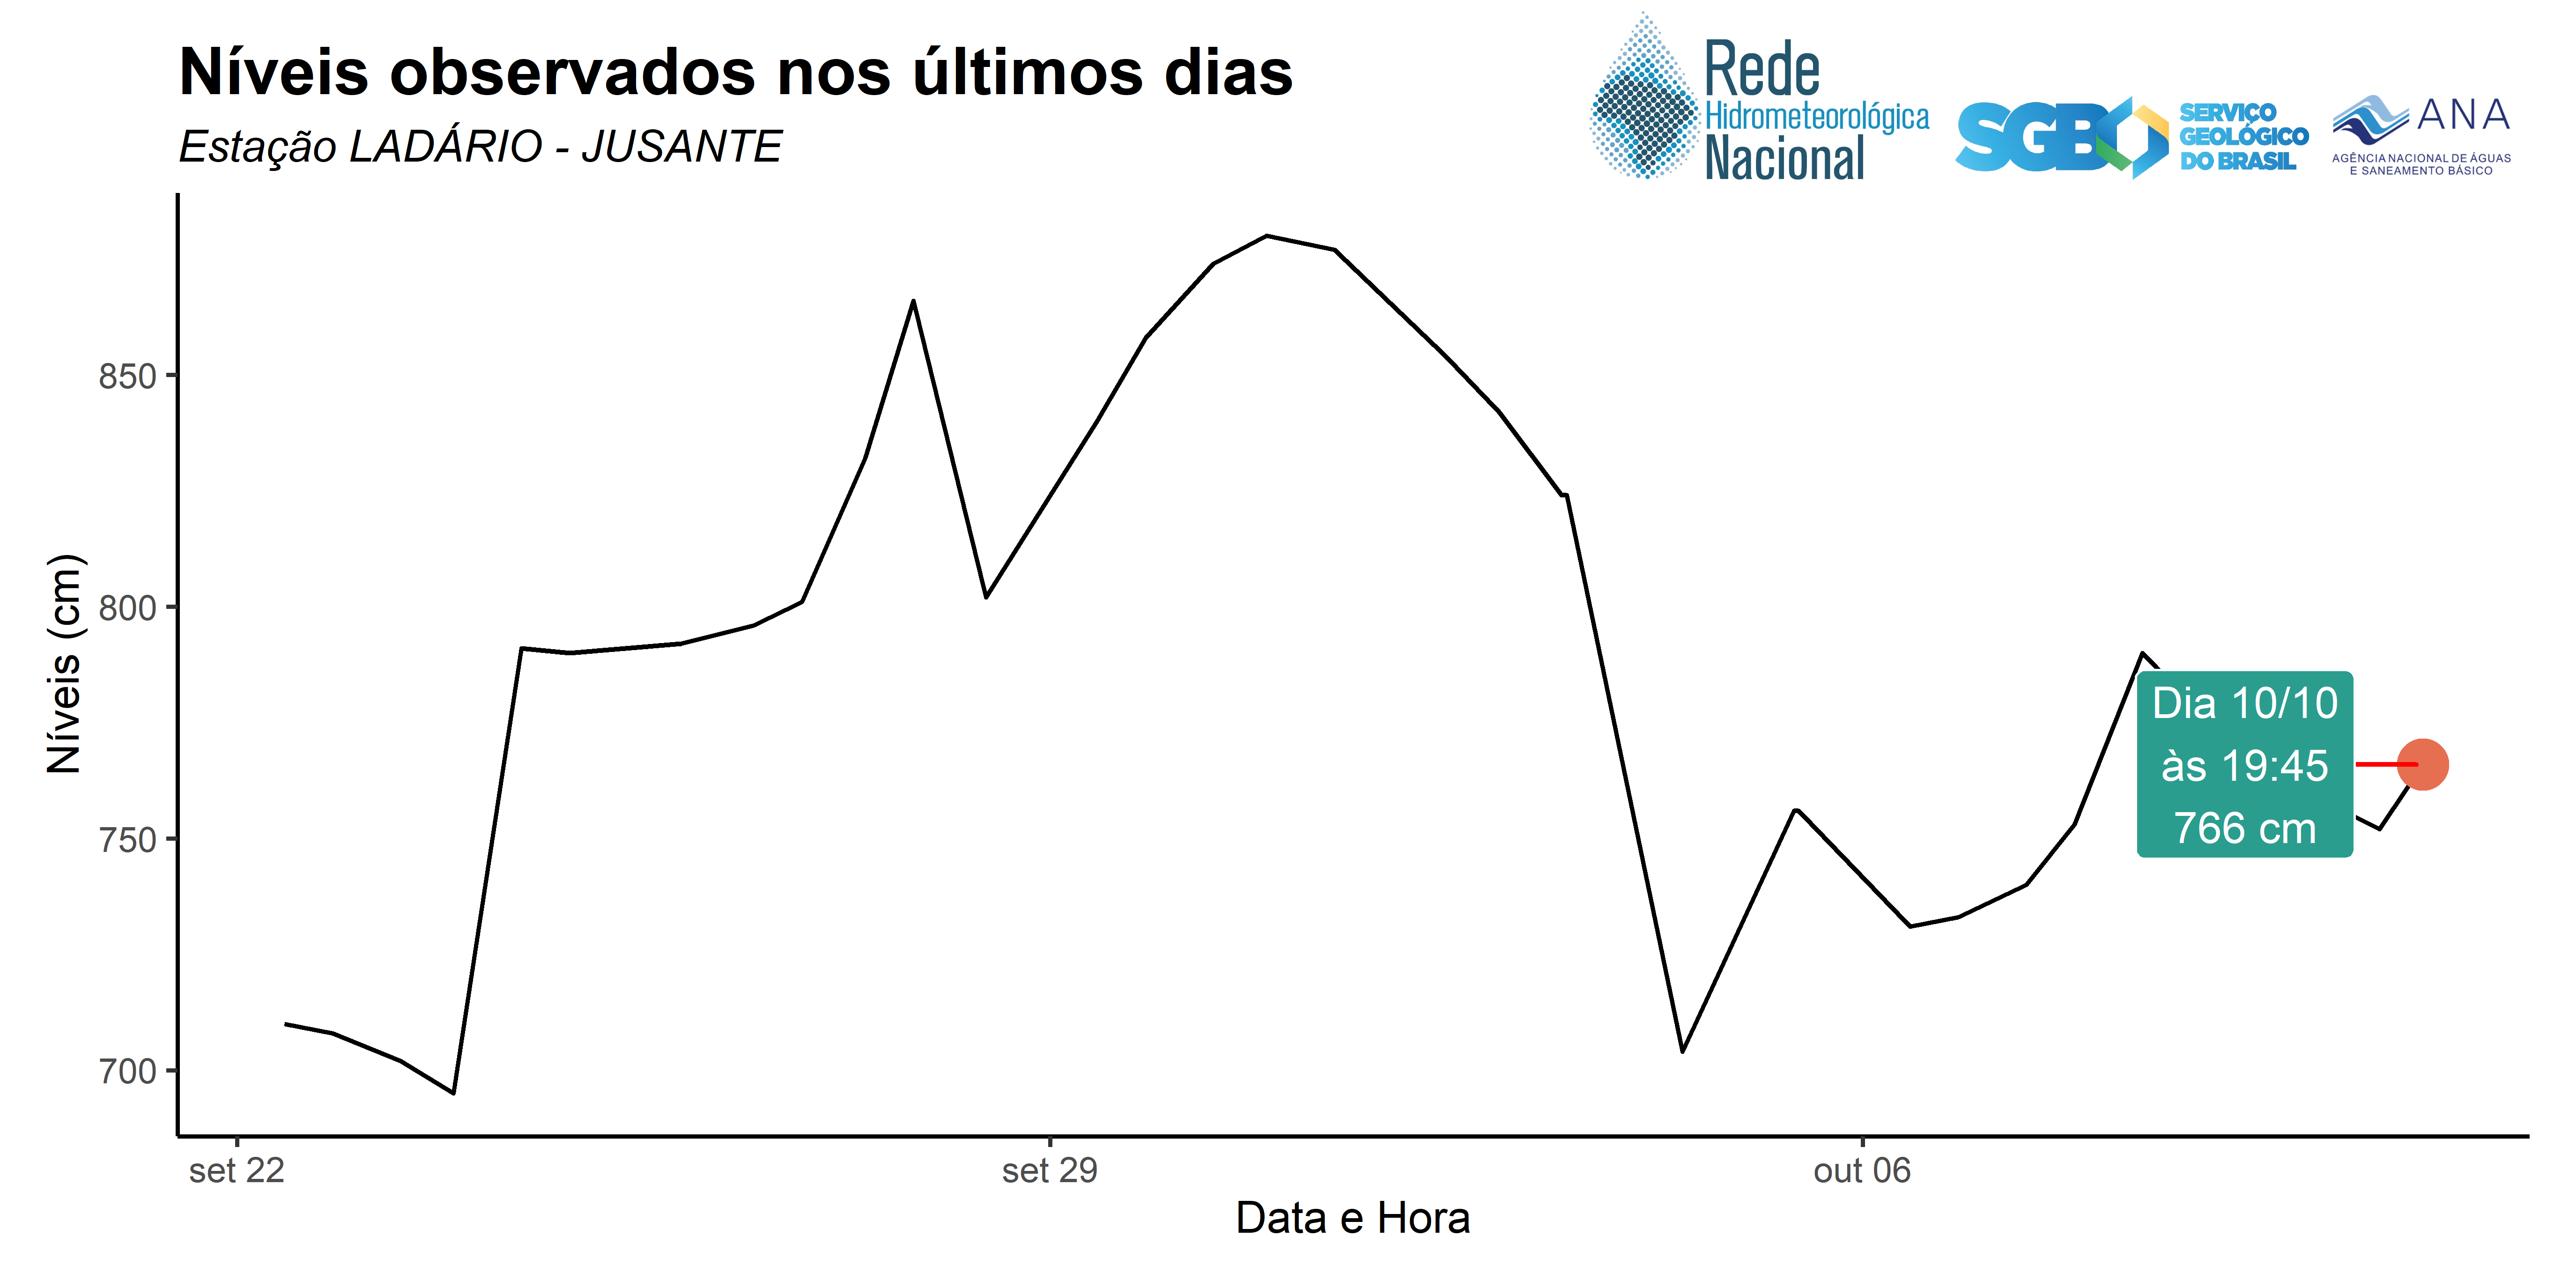 Níveis observados nos últimos dias
Estação LADÁRIO - JUSANTE
Rede
Hidrometeorológica
Nacional
SGB
SERVIÇO
GEOLÓGICO
DO BRASIL
ANA
AGÊNCIA NACIONAL DE ÁGUAS
E SANEAMENTO BÁSICO
Níveis (cm)
850
800
750
700
Dia 10/10
às 19:45
766 cm
set 22
set 29
out 06
Data e Hora